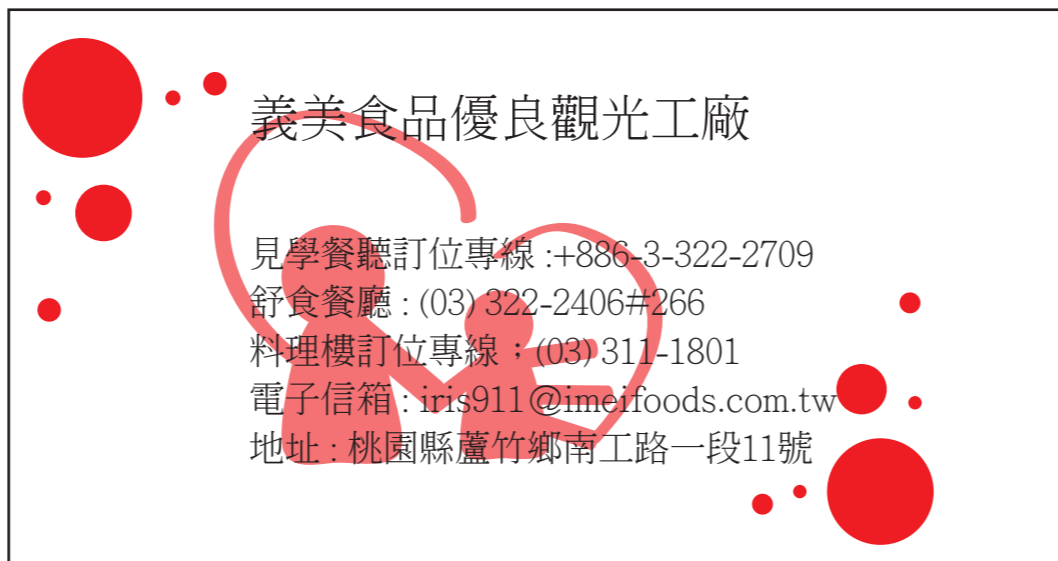 義美食品優良觀光工廠
見學餐聽訂位專線 :+886-3-322-2709
舒食餐廳 : (03) 322-2406#266
料理樓訂位專線；(03) 311-1801
電子信箱 : iris911@imeifoods.com.tw
地址 : 桃園縣蘆竹鄉南工路一段11號